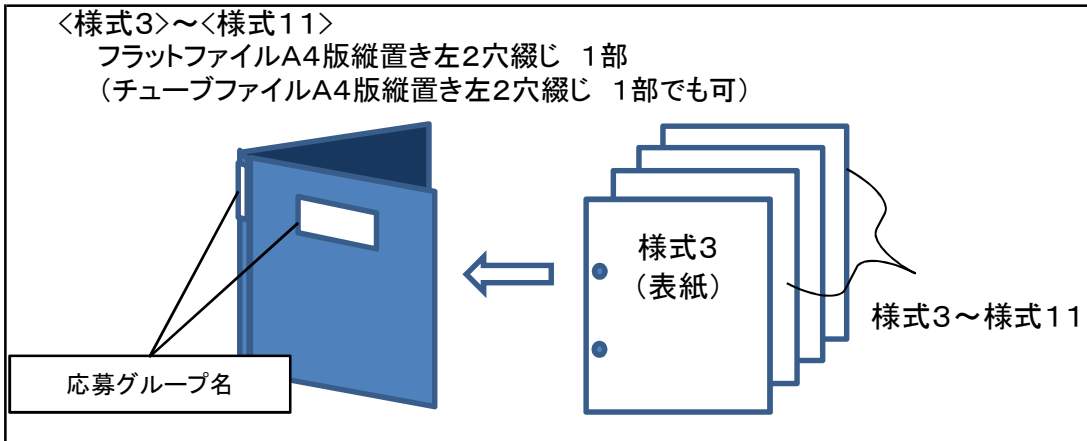 <様式３>～<様式１１>
フラットファイルＡ４版縦置き左２穴綴じ　１部
（チューブファイルＡ４版縦置き左２穴綴じ　１部でも可）
様式３
（表紙）
様式３～様式１１
応募グループ名